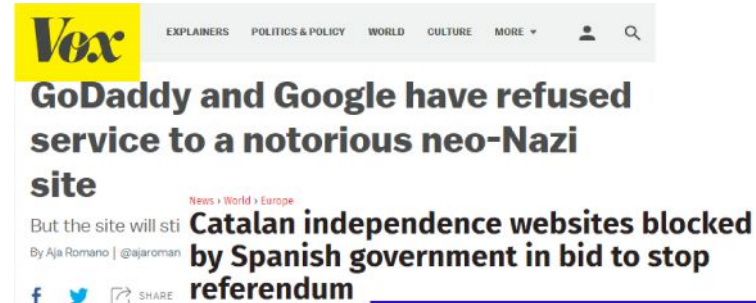 Vox
EXPLAINERS POLITICS & POLICY WORLD CULTURE MORE
GoDaddy and Google have refused
service to a notorious neo-Nazi
site
But the site will sti
By Aja Romano | @ajaroman
SHARE
News › World › Europe
Catalan independence websites blocked
by Spanish government in bid to stop
referendum